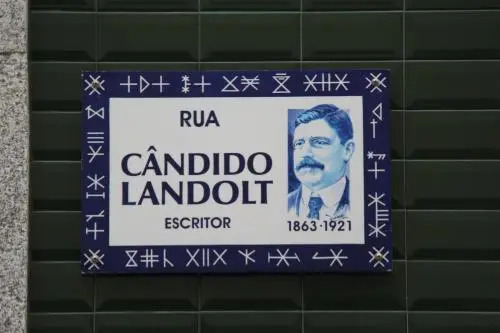 RUA
CÂNDIDO
LANDOLT
ESCRITOR
1863·1921